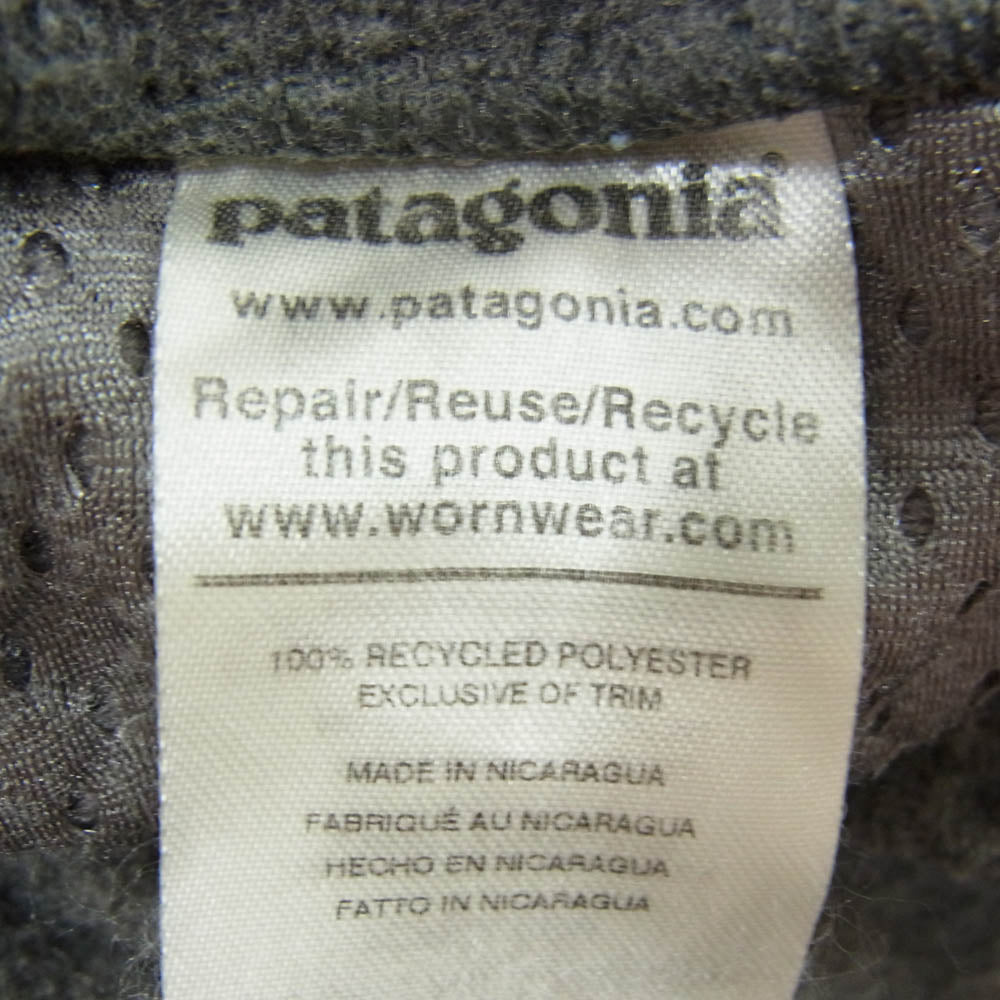 patagonia®
www.patagonia.com
Repair/Reuse/Recycle
this product at
www.wornwear.com
100% RECYCLED POLYESTER
EXCLUSIVE OF TRIM
MADE IN NICARAGUA
FABRIQUÉ AU NICARAGUA
HECHO EN NICARAGUA
FATTO IN NICARAGUA